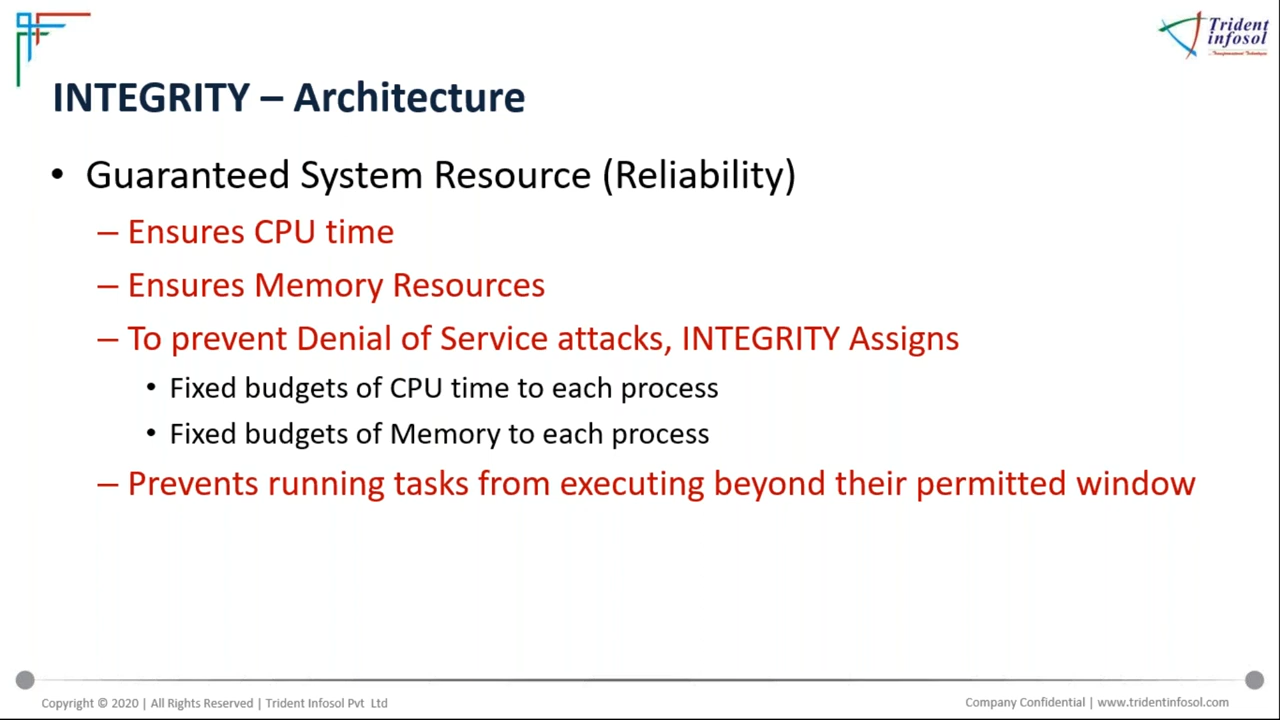 Trident
infosol
INTEGRITY – Architecture
• Guaranteed System Resource (Reliability)
– Ensures CPU time
– Ensures Memory Resources
– To prevent Denial of Service attacks, INTEGRITY Assigns
• Fixed budgets of CPU time to each process
• Fixed budgets of Memory to each process
– Prevents running tasks from executing beyond their permitted window
Copyright © 2020 | All Rights Reserved | Trident Infosol Pvt Ltd
Company Confidential | www.tridentinfosol.com